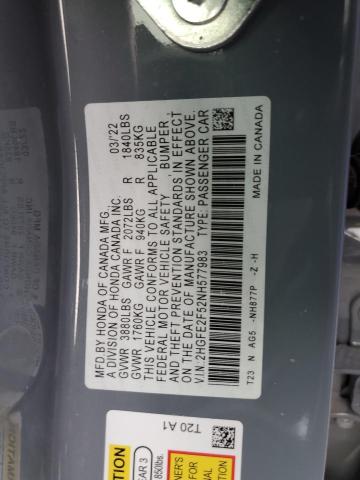 MFD.BY HONDA OF CANADA MFG., 03/22
A DIVISION OF HONDA CANADA INC.
GVWR 3880LBS GAWR F 2072LBS R 1840LBS
GVWR 1760KG GAWR F 940KG R 835KG
THIS VEHICLE CONFORMS TO ALL APPLICABLE
FEDERAL MOTOR VEHICLE SAFETY , BUMPER ,
AND THEFT PREVENTION STANDARDS IN EFFECT
ON THE DATE OF MANUFACTURE SHOWN ABOVE.
V.I.N:2HGFE2F52NH577983 TYPE: PASSENGER CAR
T23 N AG5 -NH877P -Z -H MADE IN CANADA
T20 A1
850lbs.